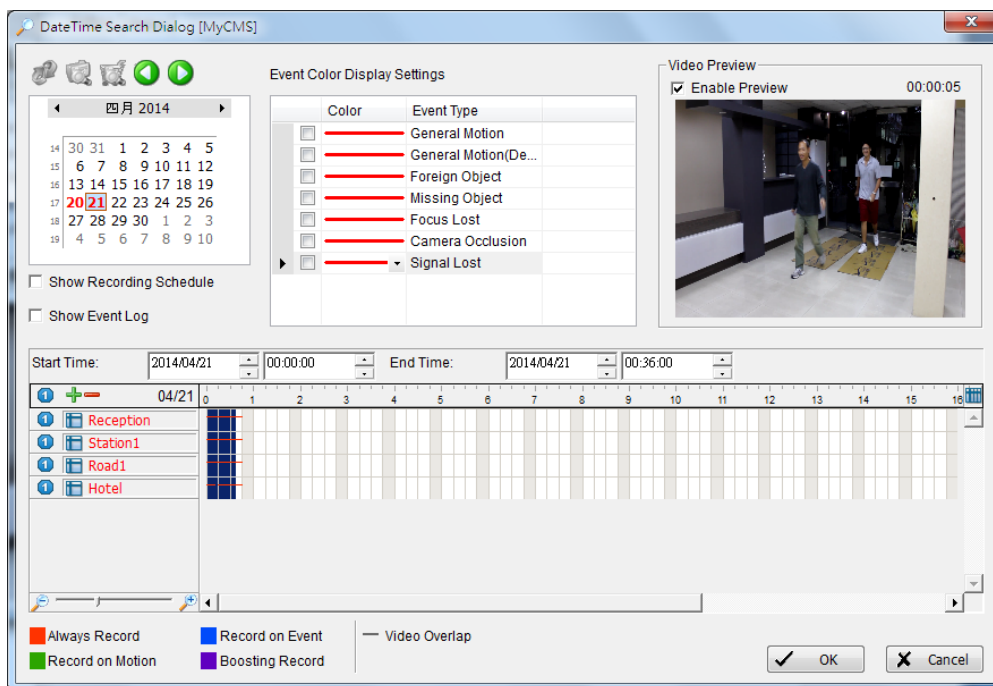 DateTime Search Dialog [MyCMS]
Event Color Display Settings
Video Preview
Enable Preview 00:00:05
四月 2014
14 30 31 1 2 3 4 5
15 6 7 8 9 10 11 12
16 13 14 15 16 17 18 19
17 20 21 22 23 24 25 26
18 27 28 29 30 1 2 3
19 4 5 6 7 8 9 10
Color Event Type
General Motion
General Motion(De...
Foreign Object
Missing Object
Focus Lost
Camera Occlusion
Signal Lost
Show Recording Schedule
Show Event Log
Start Time: 2014/04/21 00:00:00 End Time: 2014/04/21 00:36:00
1 04/21 0 1 2 3 4 5 6 7 8 9 10 11 12 13 14 15 16
1 Reception
1 Station1
1 Road1
1 Hotel
Always Record Record on Event Video Overlap
Record on Motion Boosting Record
OK Cancel